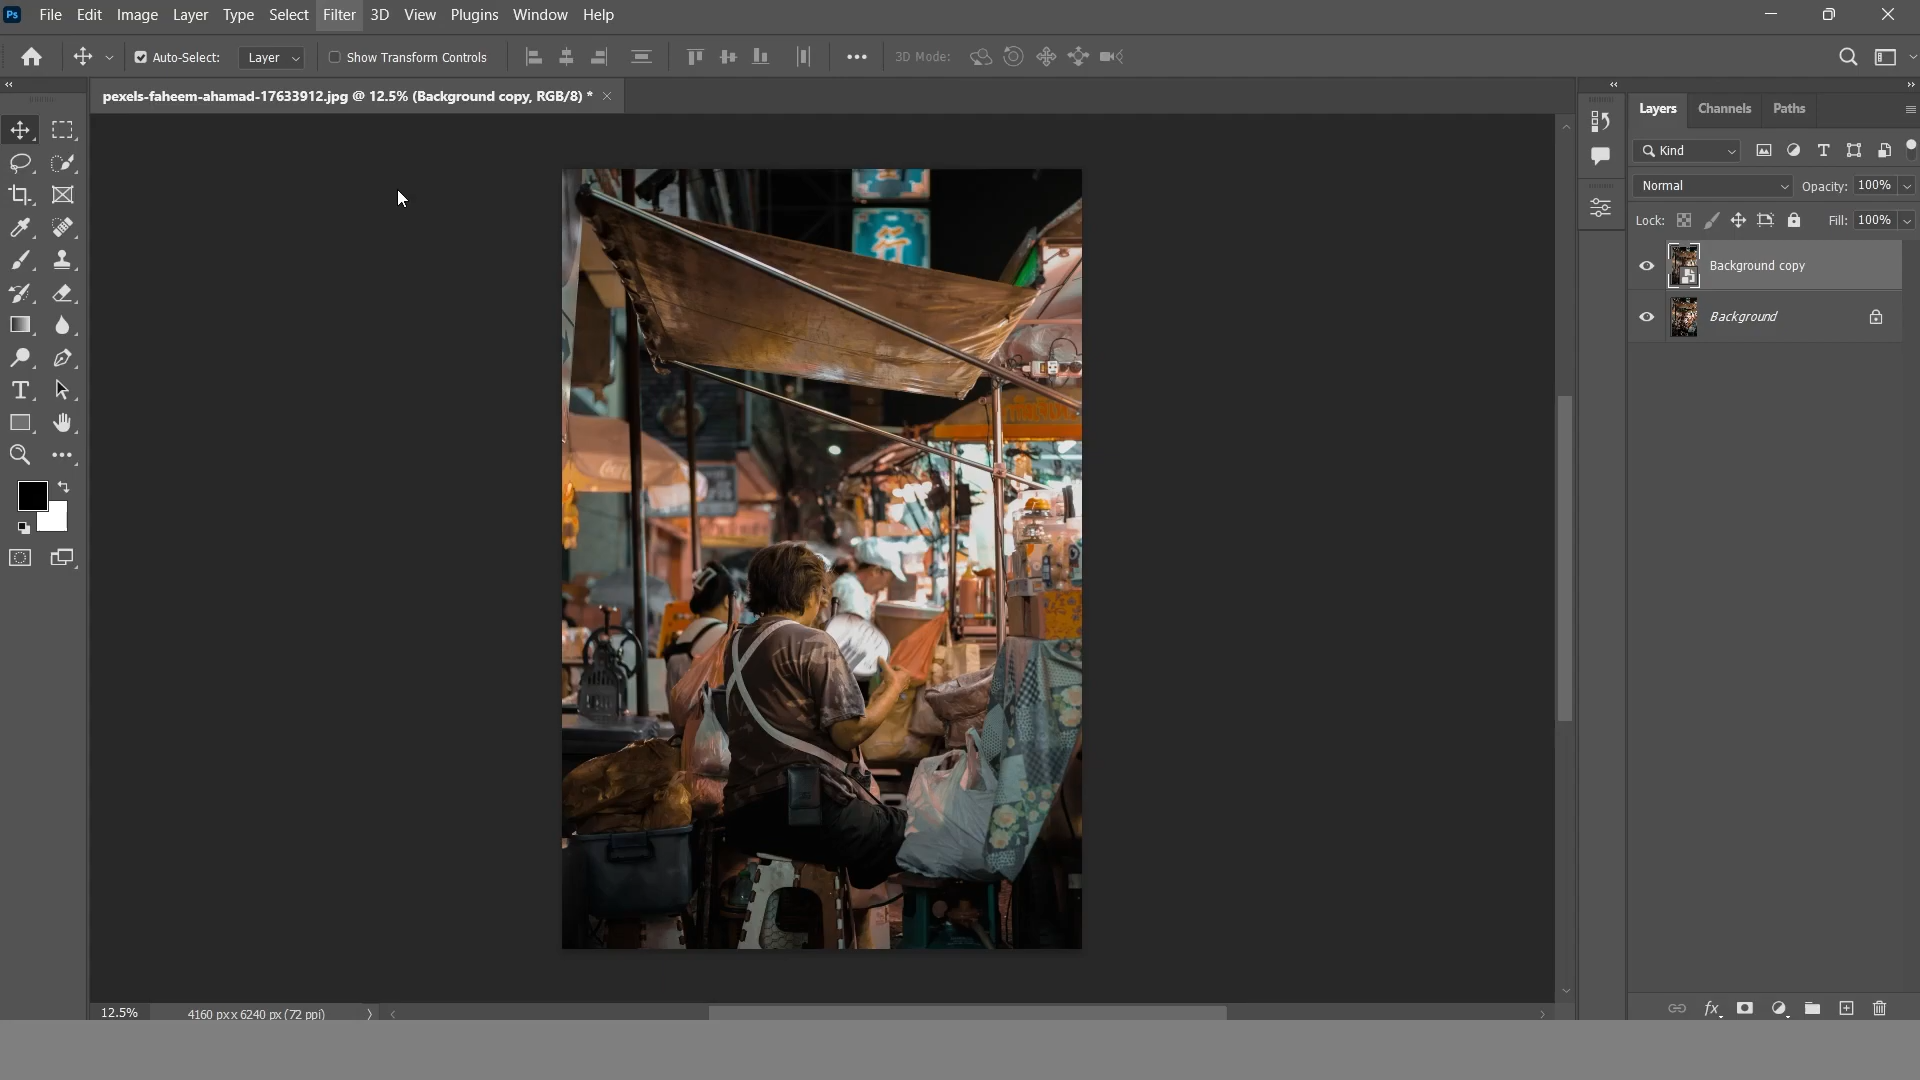 Ps File Edit Image Layer Type Select Filter 3D View Plugins Window Help
Auto-Select: Layer Show Transform Controls 3D Mode:
pexels-faheem-ahamad-17633912.jpg @ 12.5% (Background copy, RGB/8) *
Layers Channels Paths
Kind
Normal Opacity: 100%
Lock: Fill: 100%
Background copy
Background
行
12.5% 4160 px x 6240 px (72 ppi)